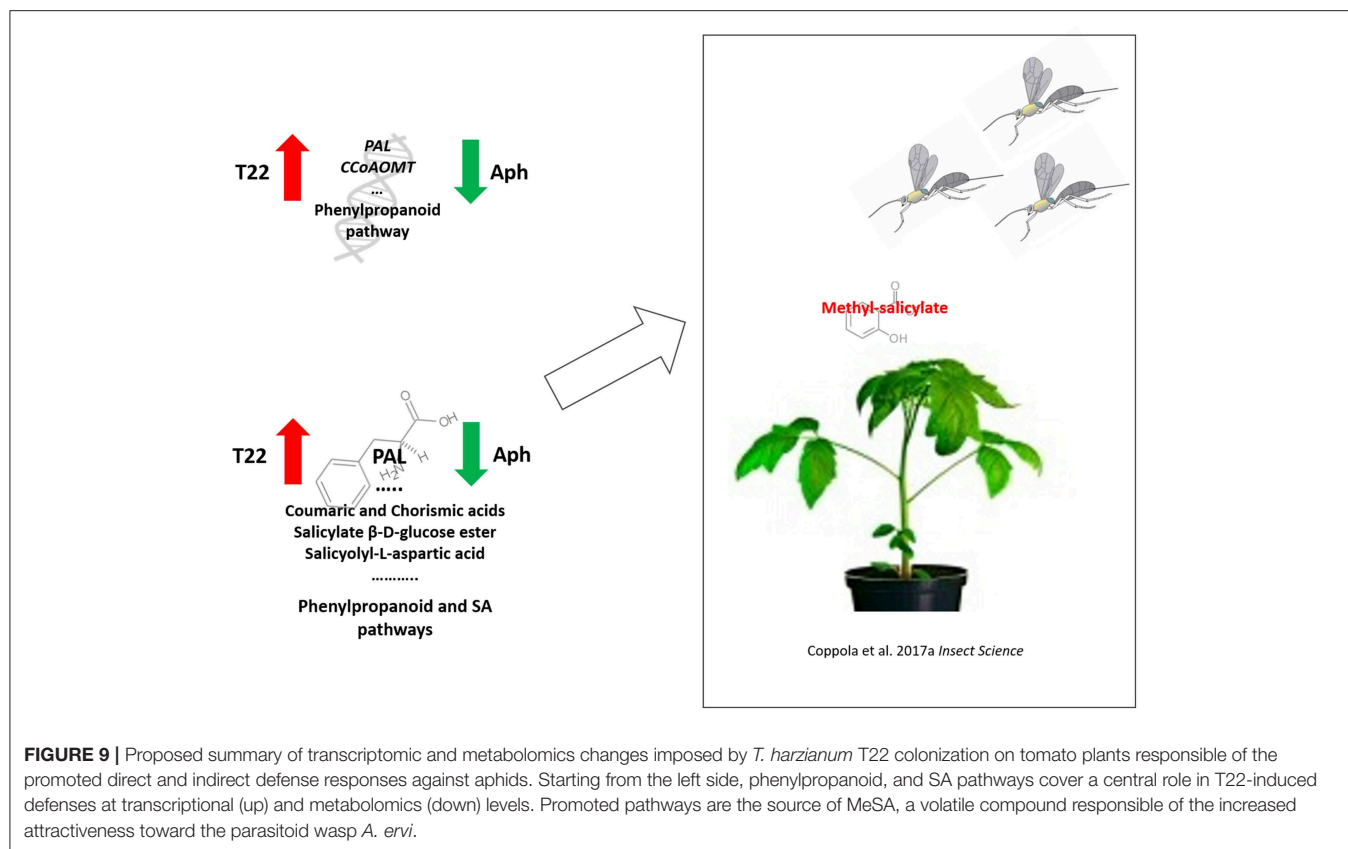 T22
PAL
CCoAOMT
...
Phenylpropanoid
pathway
Aph
T22
O
OH
PAL
H
H₂N
.....
Aph
Coumaric and Chorismic acids
Salicylate β-D-glucose ester
Salicyolyl-L-aspartic acid
...........
Phenylpropanoid and SA
pathways
O
Methyl-salicylate
OH
Coppola et al. 2017a Insect Science
FIGURE 9 | Proposed summary of transcriptomic and metabolomics changes imposed by T. harzianum T22 colonization on tomato plants responsible of the
promoted direct and indirect defense responses against aphids. Starting from the left side, phenylpropanoid, and SA pathways cover a central role in T22-induced
defenses at transcriptional (up) and metabolomics (down) levels. Promoted pathways are the source of MeSA, a volatile compound responsible of the increased
attractiveness toward the parasitoid wasp A. ervi.